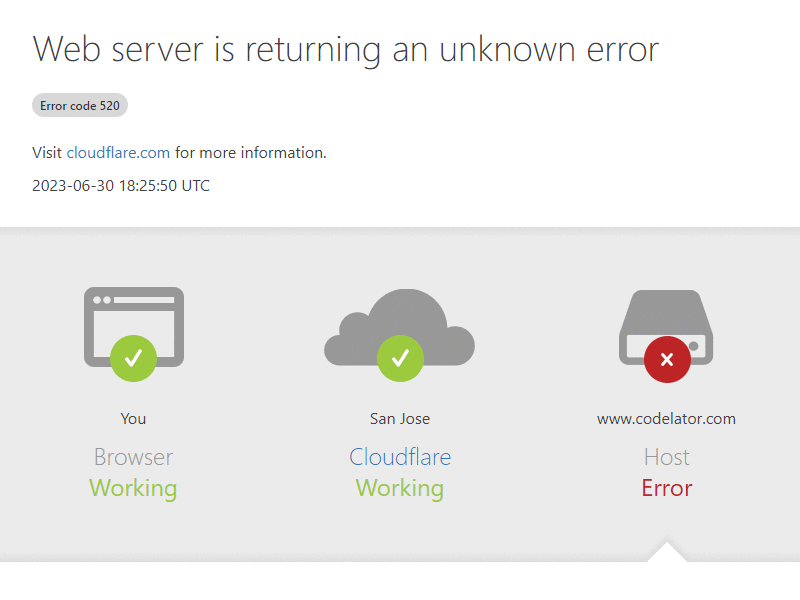 Web server is returning an unknown error
Error code 520
Visit cloudflare.com for more information.
2023-06-30 18:25:50 UTC
You
San Jose
www.codelator.com
Browser
Cloudflare
Host
Working
Working
Error